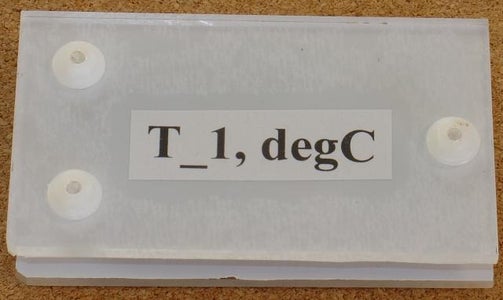 T_1, degC